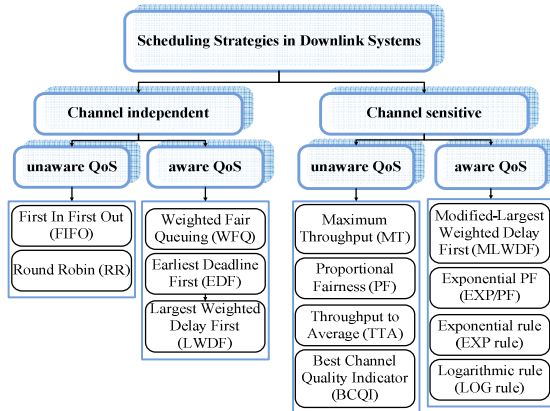 Scheduling Strategies in Downlink Systems
Channel independent
Channel sensitive
unaware QoS
aware QoS
unaware QoS
aware QoS
First In First Out
(FIFO)
Round Robin (RR)
Weighted Fair
Queuing (WFQ)
Earliest Deadline
First (EDF)
Largest Weighted
Delay First
(LWDF)
Maximum
Throughput (MT)
Proportional
Fairness (PF)
Throughput to
Average (TTA)
Best Channel
Quality Indicator
(BCQI)
Modified-Largest
Weighted Delay
First (MLWDF)
Exponential PF
(EXP/PF)
Exponential rule
(EXP rule)
Logarithmic rule
(LOG rule)